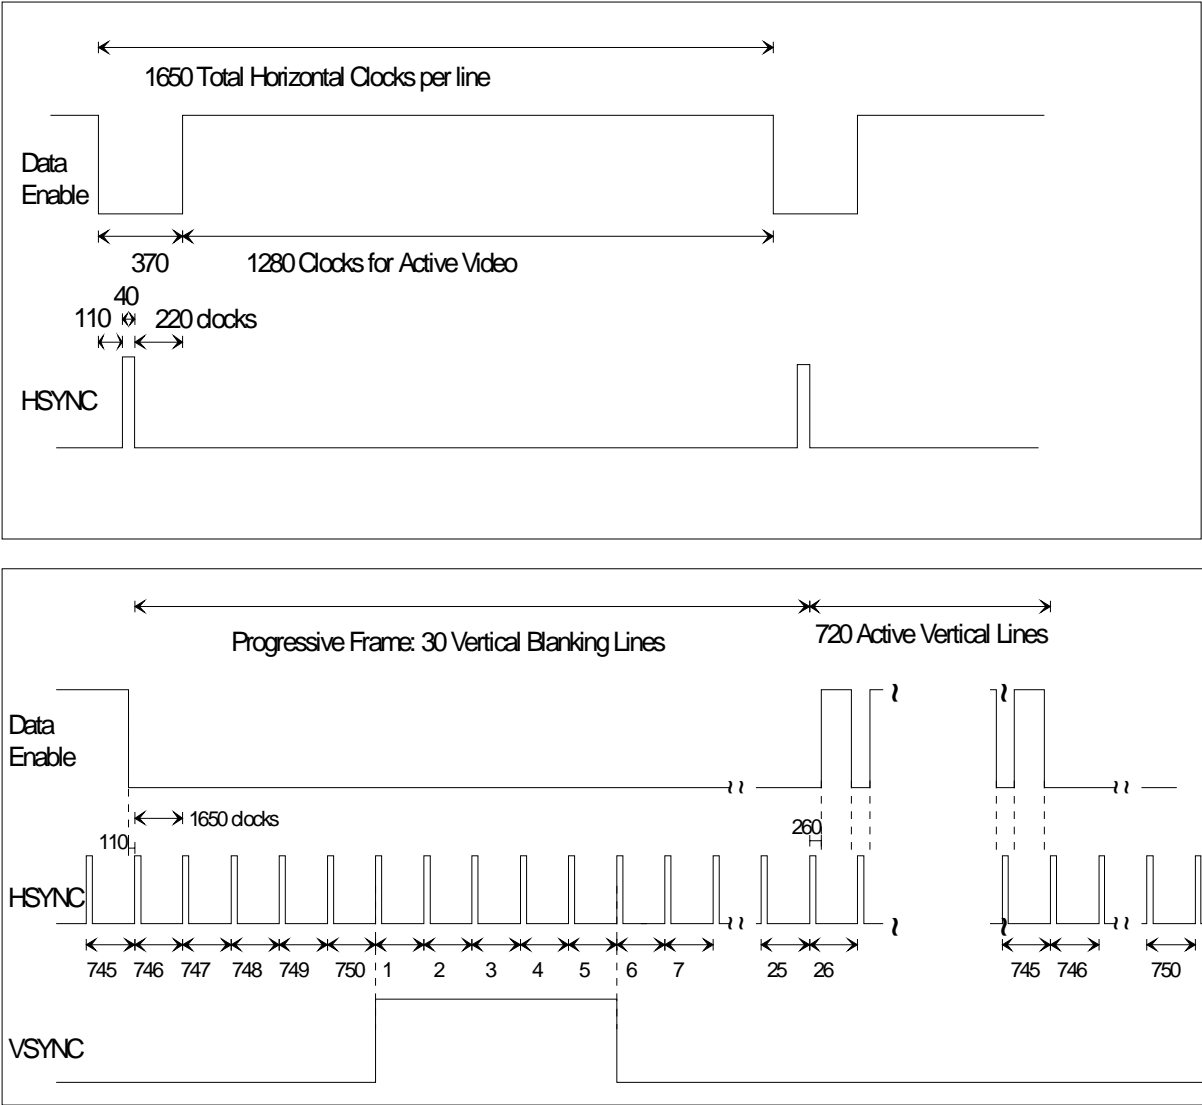 1650 Total Horizontal Clocks per line
Data
Enable
370
1280 Clocks for Active Video
40
110
220 clocks
HSYNC
Progressive Frame: 30 Vertical Blanking Lines
720 Active Vertical Lines
Data
Enable
1650 clocks
110
260
HSYNC
745 746 747 748 749 750 1 2 3 4 5 6 7 25 26 745 746 750
VSYNC